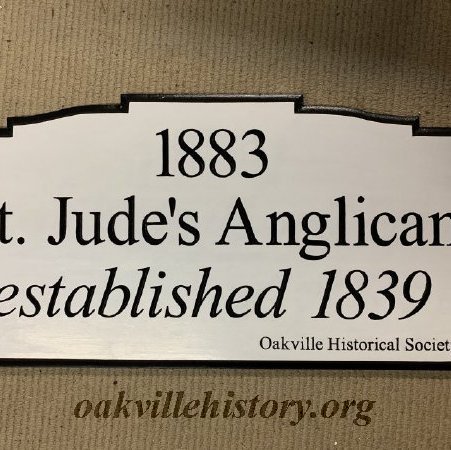 1883
t. Jude's Anglican
established 1839
Oakville Historical Societ
oakvillehistory.org